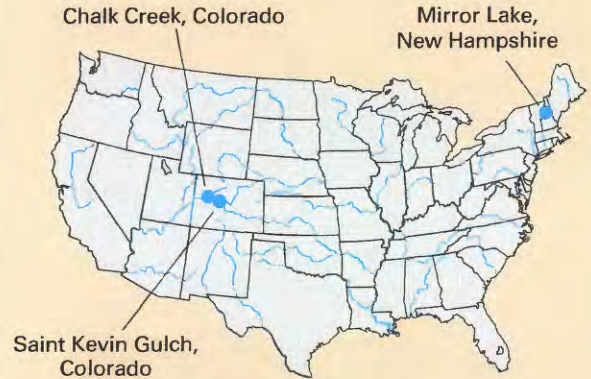 Chalk Creek, Colorado
Mirror Lake,
New Hampshire
Saint Kevin Gulch,
Colorado